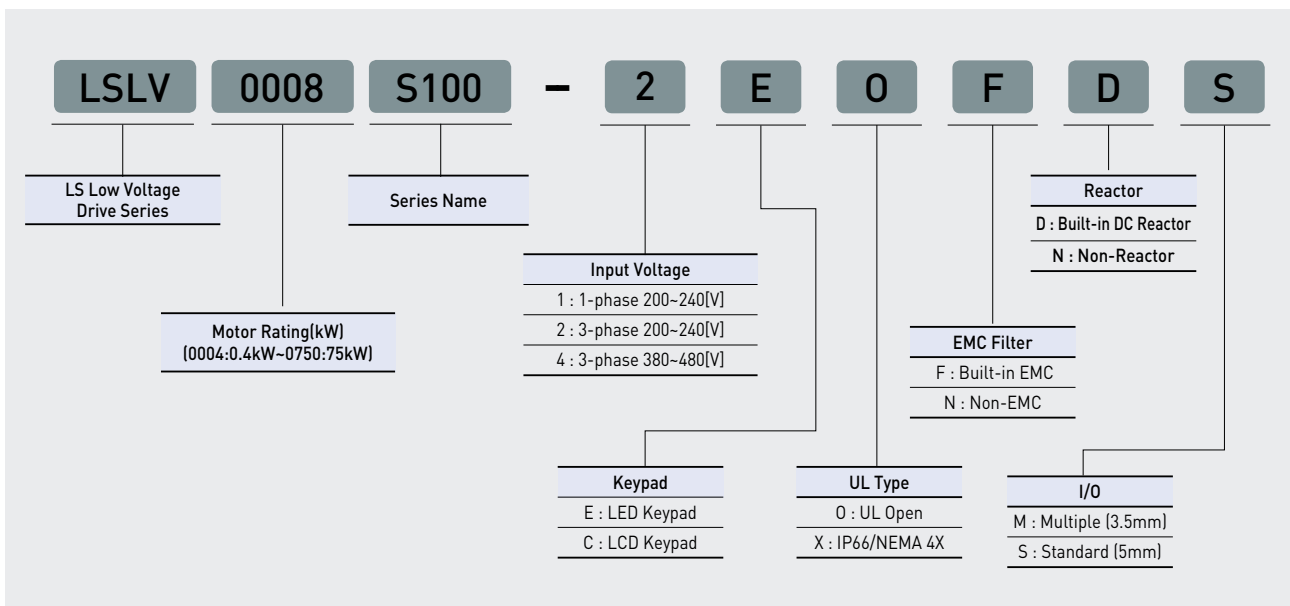 LSLV 0008 S100 - 2 E O F D S
LS Low Voltage
Drive Series
Series Name
Reactor
D : Built-in DC Reactor
N : Non-Reactor
Input Voltage
1 : 1-phase 200~240[V]
2 : 3-phase 200~240[V]
4 : 3-phase 380~480[V]
Motor Rating(kW)
(0004:0.4kW~0750:75kW)
EMC Filter
F : Built-in EMC
N : Non-EMC
Keypad
E : LED Keypad
C : LCD Keypad
UL Type
O : UL Open
X : IP66/NEMA 4X
I/O
M : Multiple (3.5mm)
S : Standard (5mm)